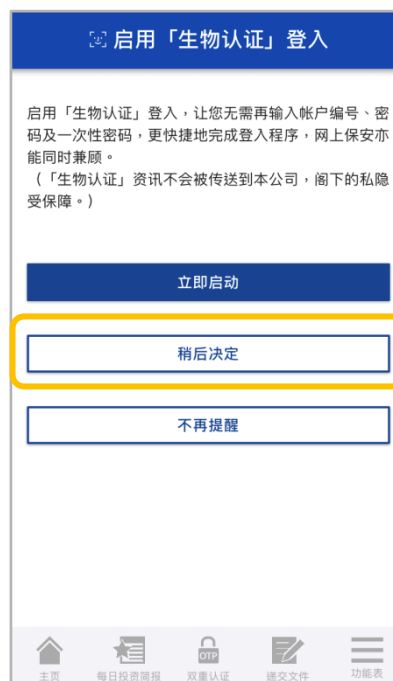 启用「生物认证」登入
启用「生物认证」登入，让您无需再输入帐户编号、密
码及一次性密码，更快捷地完成登入程序，网上保安亦
能同时兼顾。
（「生物认证」资讯不会被传送到本公司，阁下的私隐
受保障。）
立即启动
稍后决定
不再提醒
OTP
主页 每日投资简报 双重认证 递交文件 功能表